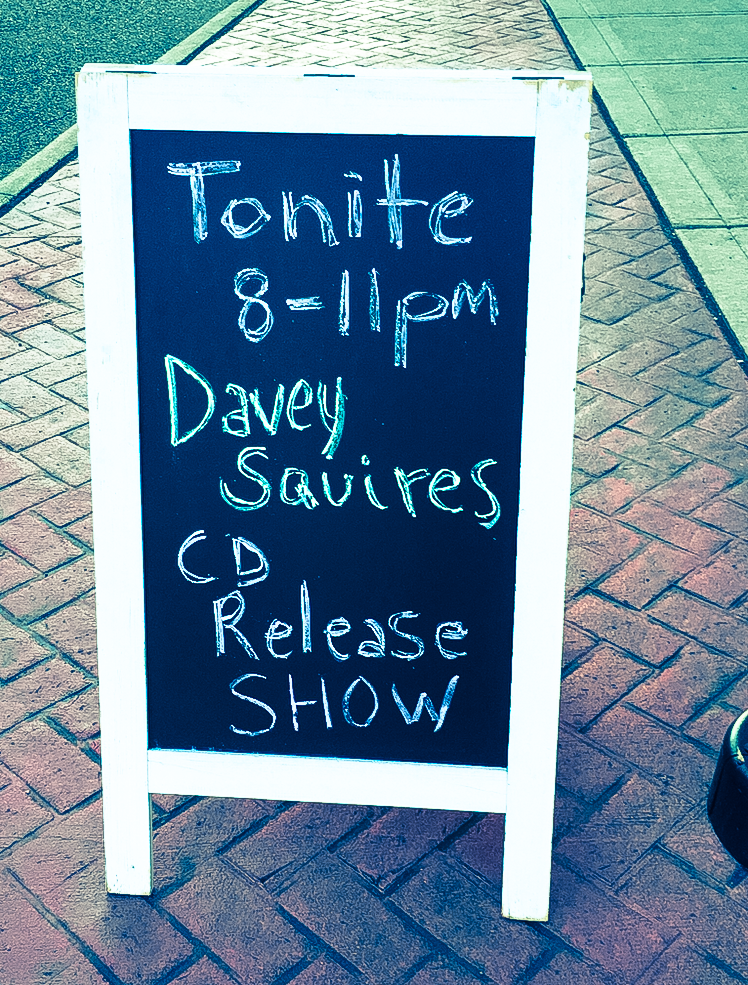 Tonite
8-11pm
Davey
Squires
CD
Release
SHOW